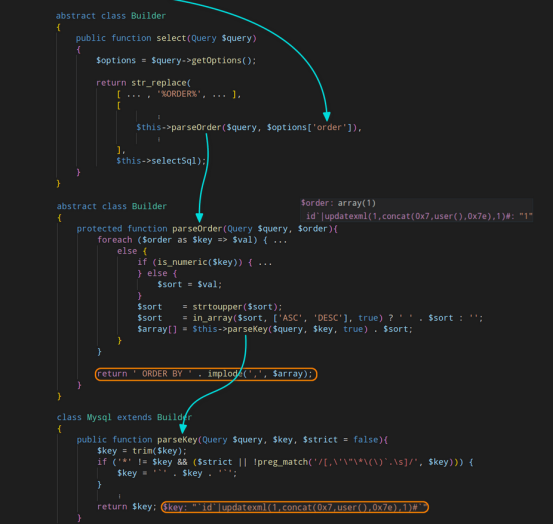 abstract class Builder
{
public function select(Query $query)
{
$options = $query->getOptions();
return str_replace(
[ ... , '%ORDER%', ... ],
[
⋮
$this->parseOrder($query, $options['order']),
⋮
],
$this->selectSql);
}
}
abstract class Builder
{
$order: array(1)
id`|updatexml(1,concat(0x7,user(),0x7e),1)#: "1"
protected function parseOrder(Query $query, $order){
foreach ($order as $key => $val) { ...
else {
if (is_numeric($key)) { ...
} else {
$sort = $val;
}
$sort = strtoupper($sort);
$sort = in_array($sort, ['ASC', 'DESC'], true) ? ' ' . $sort : '';
$array[] = $this->parseKey($query, $key, true) . $sort;
}
}
return ' ORDER BY ' . implode(',', $array);
}
}
class Mysql extends Builder
{
public function parseKey(Query $query, $key, $strict = false){
$key = trim($key);
if ('*' != $key && ($strict || !preg_match('/[,\'\"\*\(\)`.\s]/', $key))) {
$key = '`' . $key . '`';
}
⋮
return $key; $key: "`id`|updatexml(1,concat(0x7,user(),0x7e),1)#`"
}